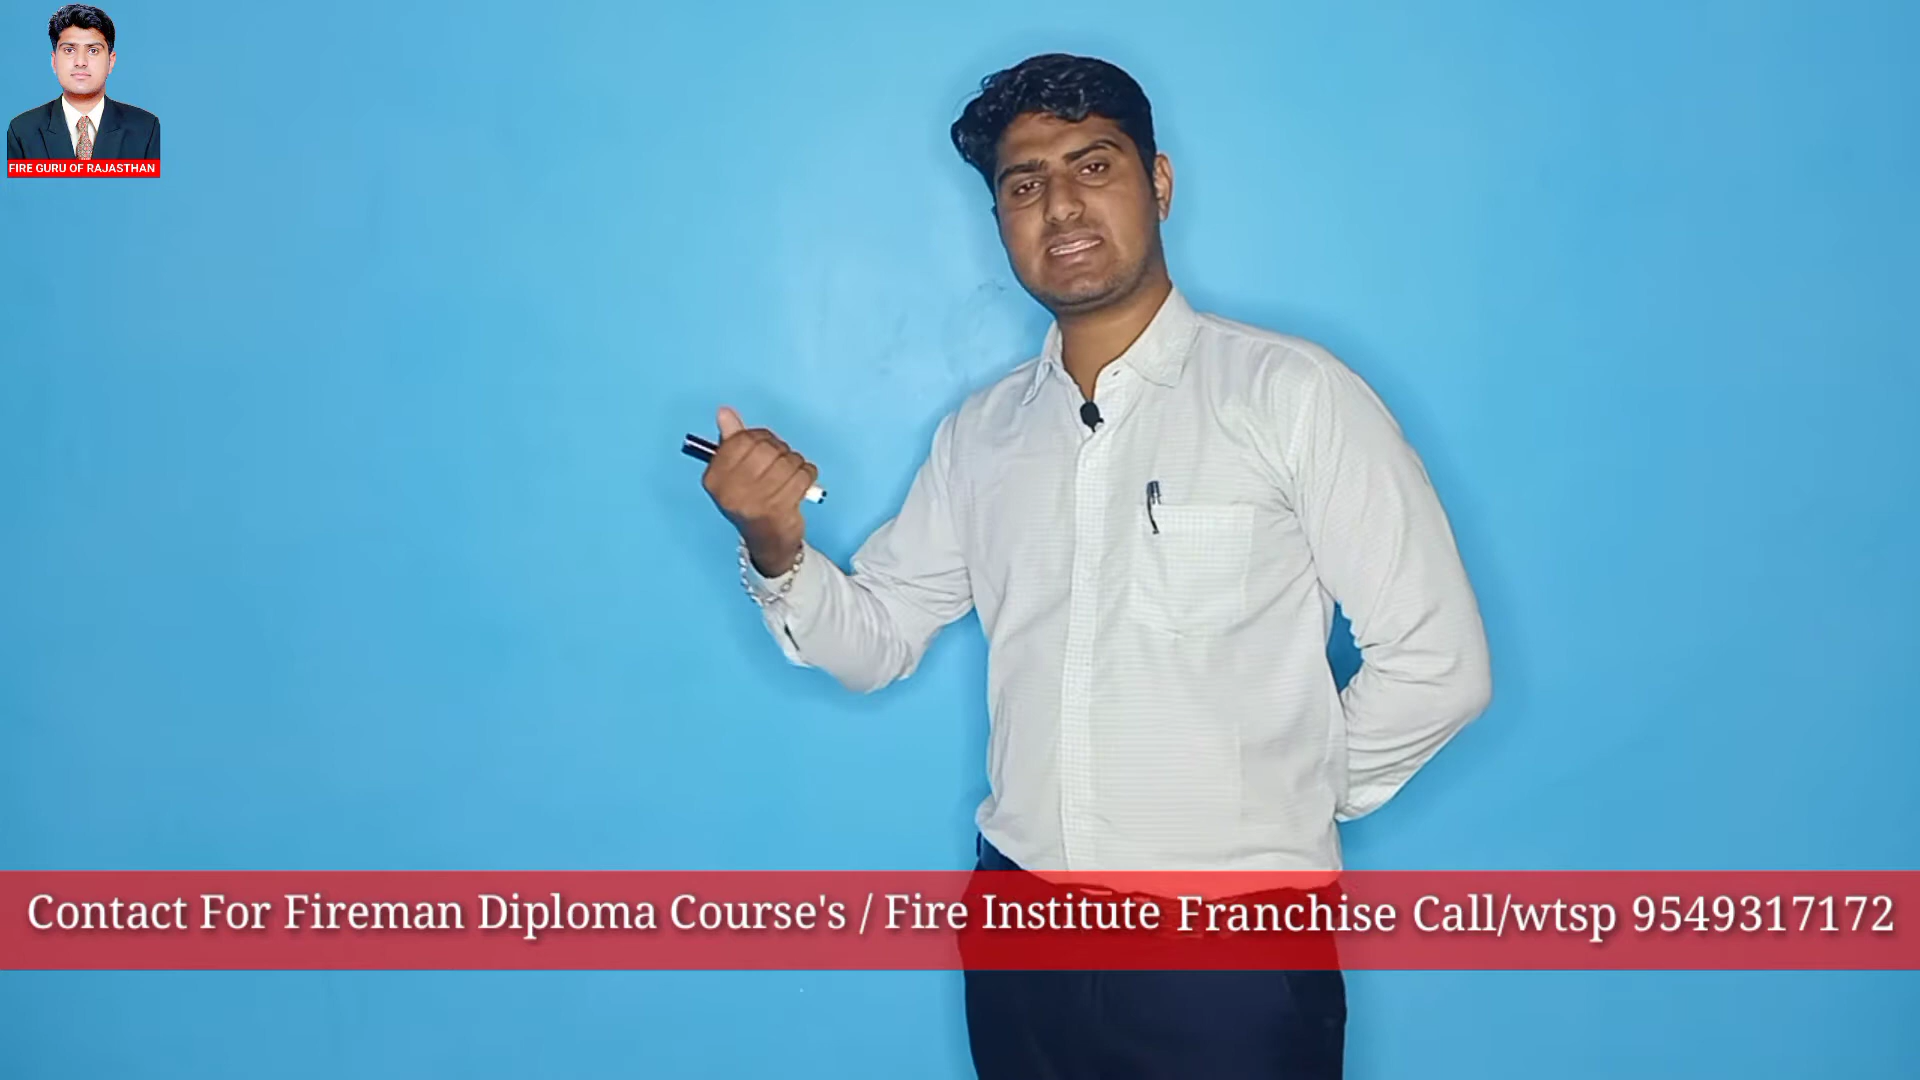 FIRE GURU OF RAJASTHAN
Contact For Fireman Diploma Course's / Fire Institute Franchise Call/wtsp 9549317172